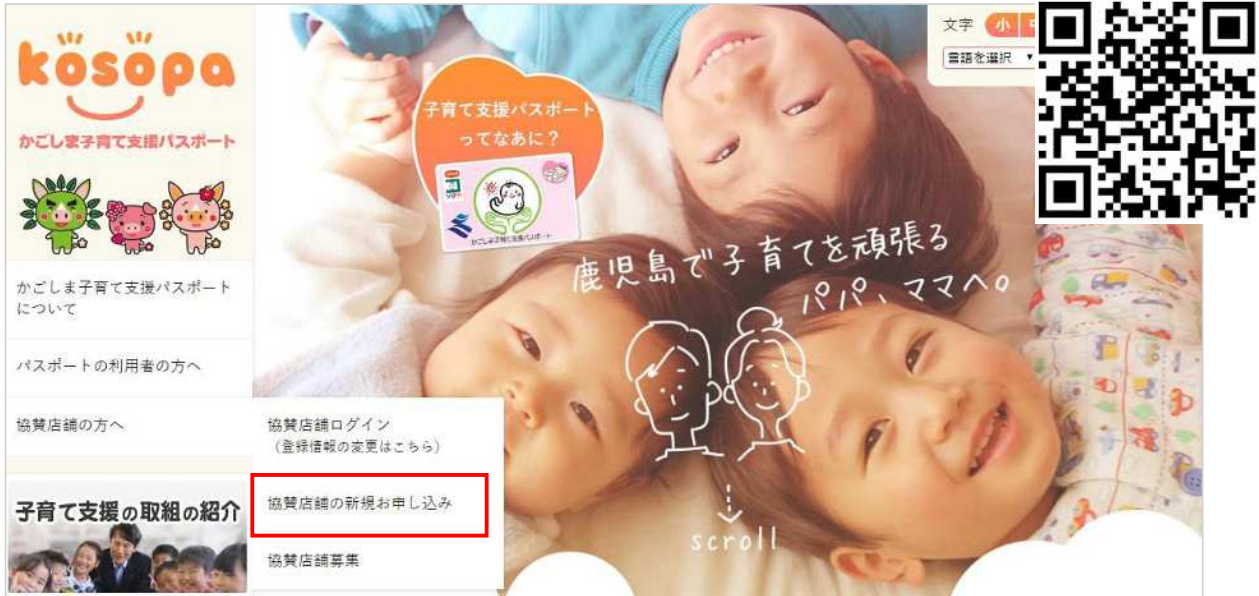 kosopa
かごしま子育て支援パスポート
かごしま子育て支援パスポート
について
パスポートの利用者の方へ
協賛店舗の方へ
子育て支援の取組の紹介
協賛店舗ログイン
（登録情報の変更はこちら）
協賛店舗の新規お申し込み
協賛店舗募集
子育て支援パスポート
ってなあに？
かごしま子育て支援パスポート
鹿児島で子育てを頑張る
パパ、ママへ。
scroll
文字 小
言語を選択